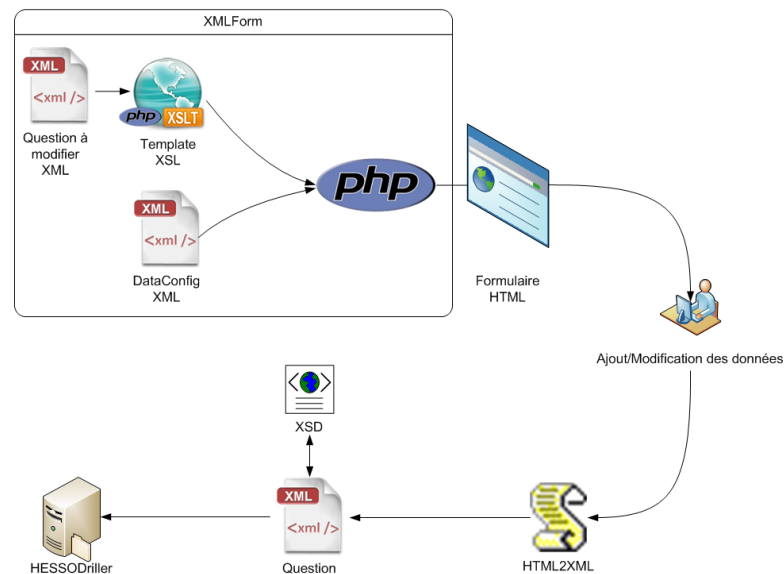 XMLForm
XML
<xml />
Question à
modifier
XML
php XSLT
Template
XSL
XML
<xml />
DataConfig
XML
php
Formulaire
HTML
Ajout/Modification des données
XSD
XML
<xml />
Question
HTML2XML
HESSODriller